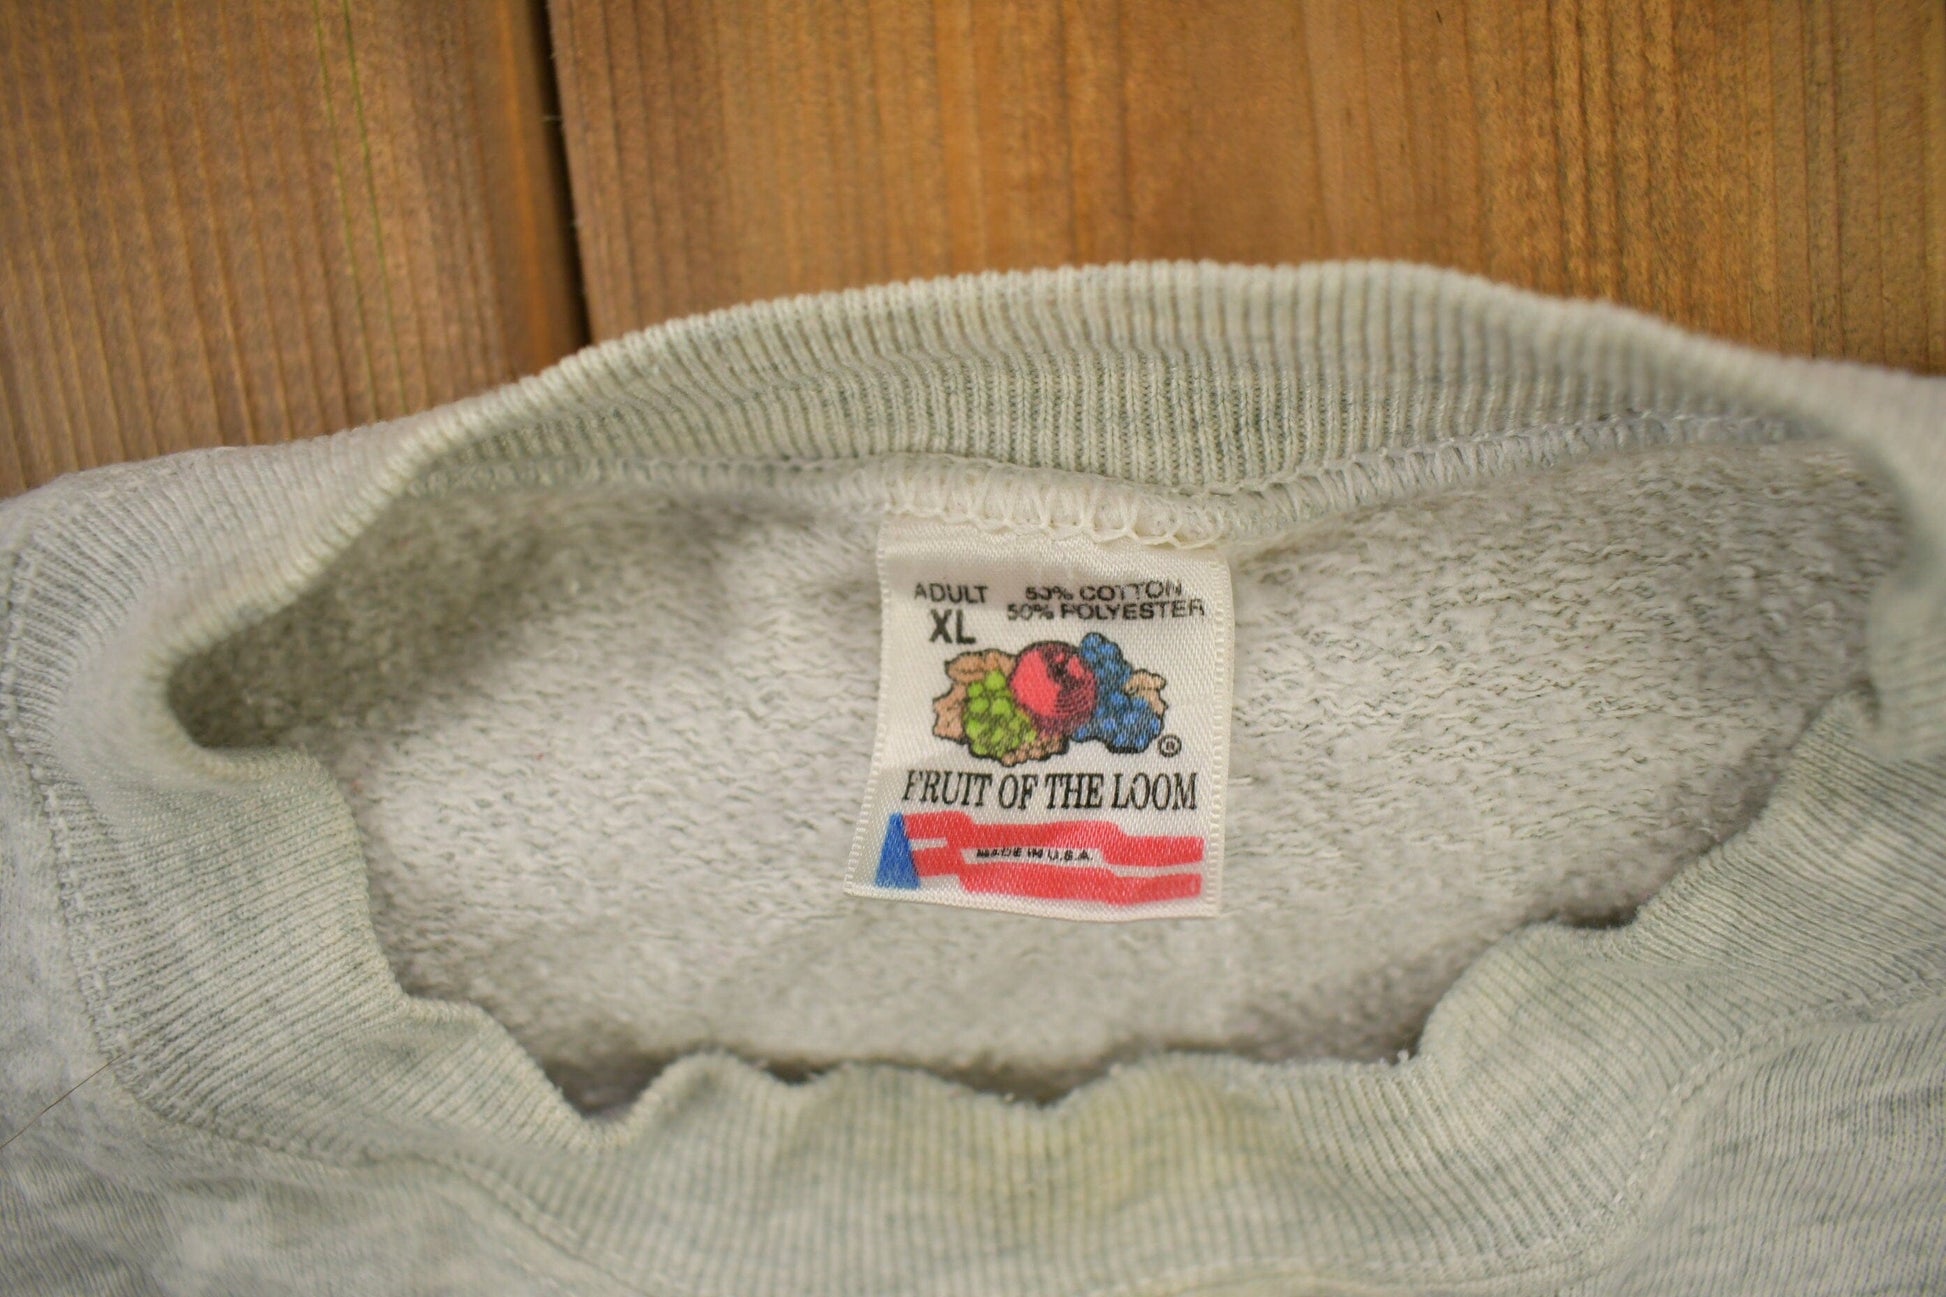 ADULT 50% COTTON
XL 50% POLYESTER
®
FRUIT OF THE LOOM
MADE IN U.S.A.